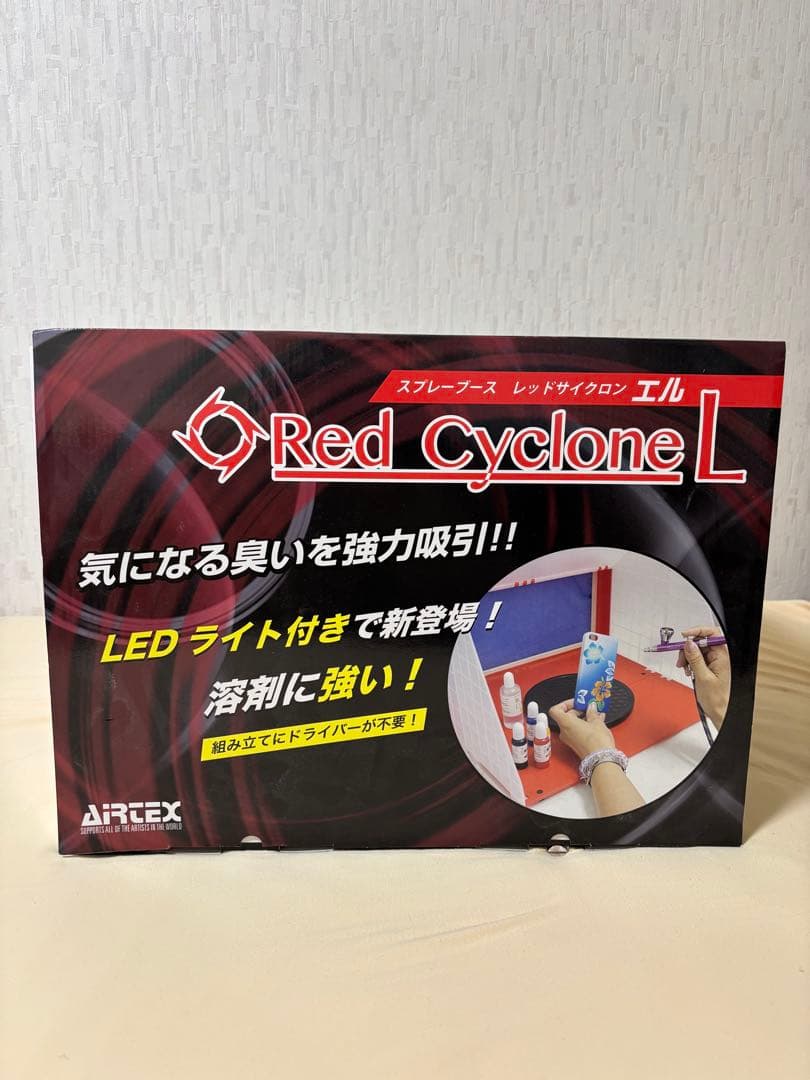 スプレーブース レッドサイクロン エル
Red Cyclone L
気になる臭いを強力吸引!!
LED ライト付きで新登場！
溶剤に強い！
組み立てにドライバーが不要！
AIRTEX
SUPPORTS ALL OF THE ARTISTS IN THE WORLD